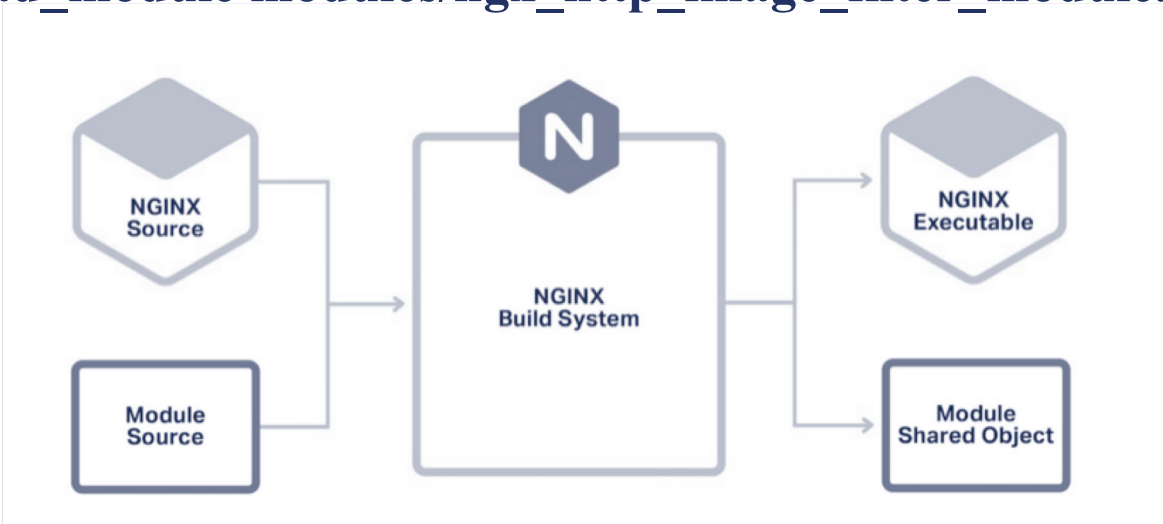 NGINX
Source
Module
Source
N
NGINX
Build System
NGINX
Executable
Module
Shared Object